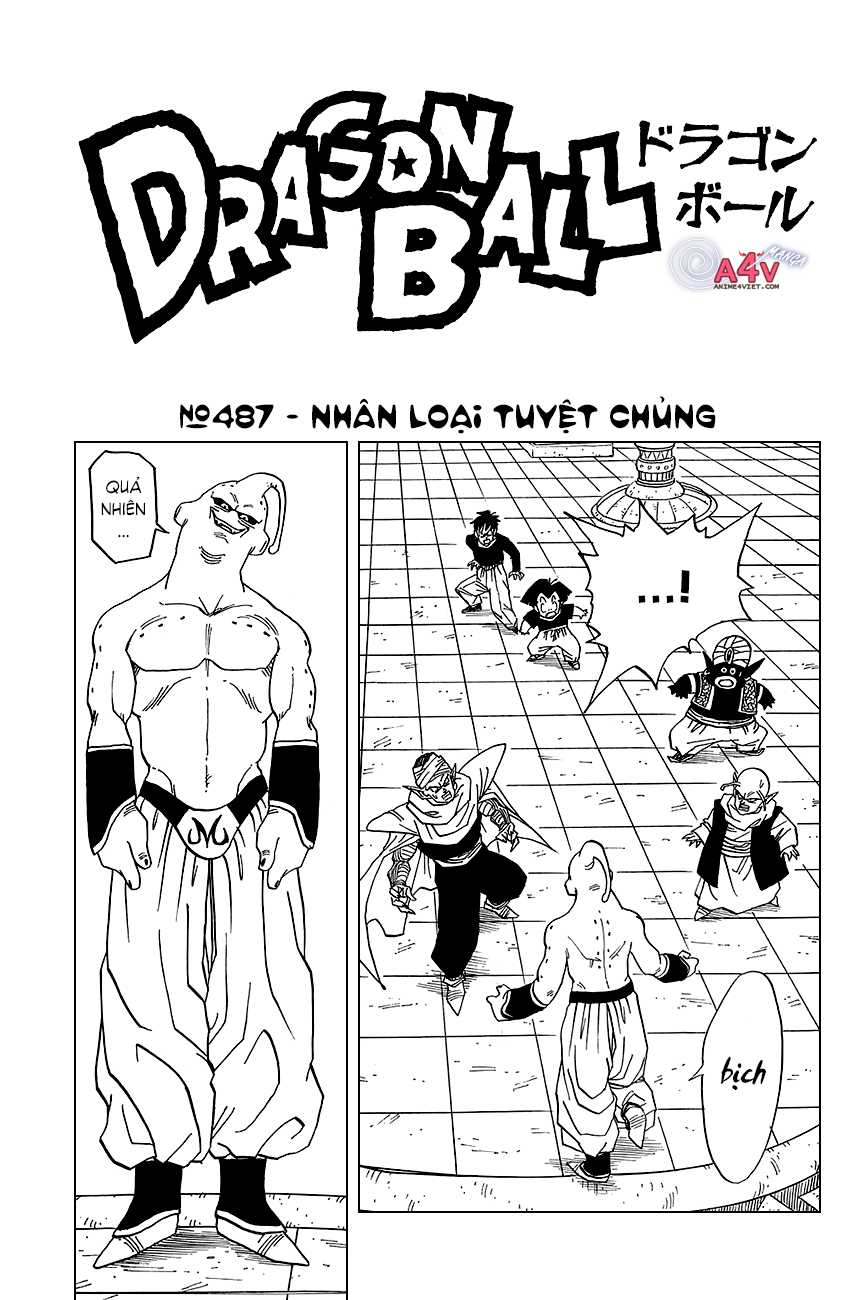 DRAGON BALL
ドラゴン
ボール
A4V MANGA
ANIME4VIET.COM
№487 - NHÂN LOẠI TUYỆT CHỦNG
QUẢ
NHIÊN
...
...!
bịch
M